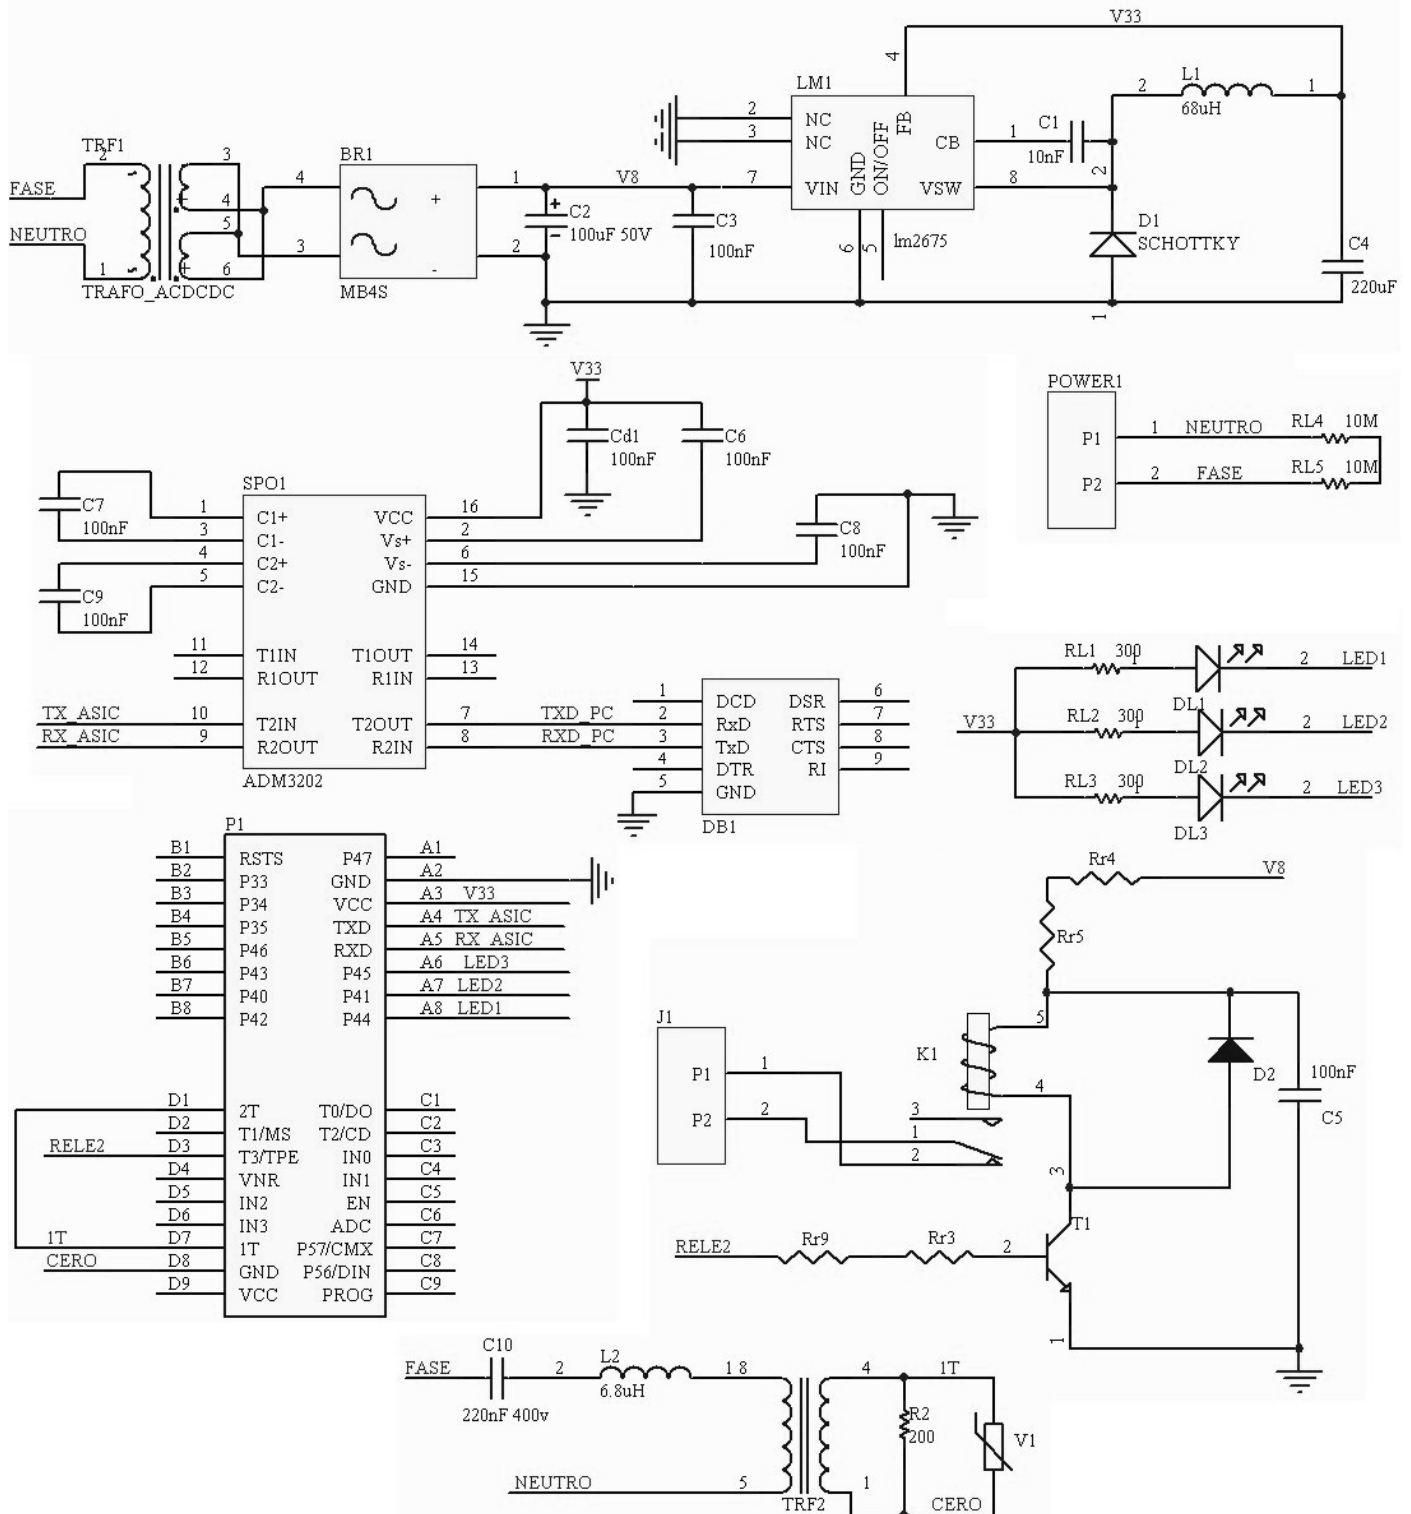 V33
4
LM1
L1
2
1
68uH
TRF1
2
3
BR1
2
NC
FB
3
NC
GND
ON/OFF
CB
1
C1
10nF
2
FASE
4
4
1
V8
7
VIN
VSW
8
NEUTRO
5
+
+
C2
100uF 50V
C3
100nF
6
5
lm2675
D1
SCHOTTKY
C4
220uF
1
6
3
2
-
TRAFO_ACDCDC
MB4S
1
V33
POWER1
Cd1
100nF
C6
100nF
P1
1
NEUTRO
RL4
10M
P2
2
FASE
RL5
10M
SPO1
C7
100nF
1
C1+
VCC
16
3
C1-
Vs+
2
4
C2+
Vs-
6
5
C2-
GND
15
C8
100nF
C9
100nF
11
T1IN
T1OUT
14
12
R1OUT
R1IN
13
TX_ASIC
10
T2IN
T2OUT
7
TXD_PC
RX_ASIC
9
R2OUT
R2IN
8
RXD_PC
ADM3202
1
DCD
DSR
6
2
RxD
RTS
7
3
TxD
CTS
8
4
DTR
RI
9
5
GND
DB1
RL1
300
1
2
LED1
DL1
V33
RL2
300
1
2
LED2
DL2
RL3
300
1
2
LED3
DL3
P1
B1
RSTS
P47
A1
B2
P33
GND
A2
B3
P34
VCC
A3
V33
B4
P35
TXD
A4
TX_ASIC
B5
P46
RXD
A5
RX_ASIC
B6
P43
P45
A6
LED3
B7
P40
P41
A7
LED2
B8
P42
P44
A8
LED1
D1
2T
T0/DO
C1
D2
T1/MS
T2/CD
C2
RELE2
D3
T3/TPE
IN0
C3
D4
VNR
IN1
C4
D5
IN2
EN
C5
D6
IN3
ADC
C6
1T
D7
1T
P57/CMX
C7
CERO
D8
GND
P56/DIN
C8
D9
VCC
PROG
C9
Rr4
V8
Rr5
J1
5
K1
P1
1
4
D2
100nF
C5
P2
2
3
1
2
3
T1
RELE2
Rr9
Rr3
2
1
C10
FASE
2
L2
6.8uH
1 8
4
1T
220nF 400v
R2
200
V1
NEUTRO
5
1
TRF2
CERO